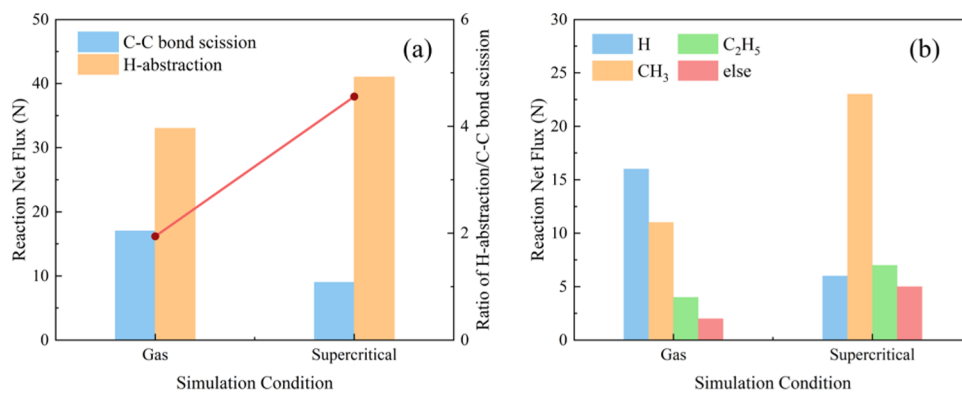 (a)
C-C bond scission
H-abstraction
Reaction Net Flux (N)
50
40
30
20
10
0
Ratio of H-abstraction/C-C bond scission
6
4
2
0
Gas
Supercritical
Simulation Condition
(b)
H
CH₃
C₂H₅
else
Reaction Net Flux (N)
30
25
20
15
10
5
0
Gas
Supercritical
Simulation Condition